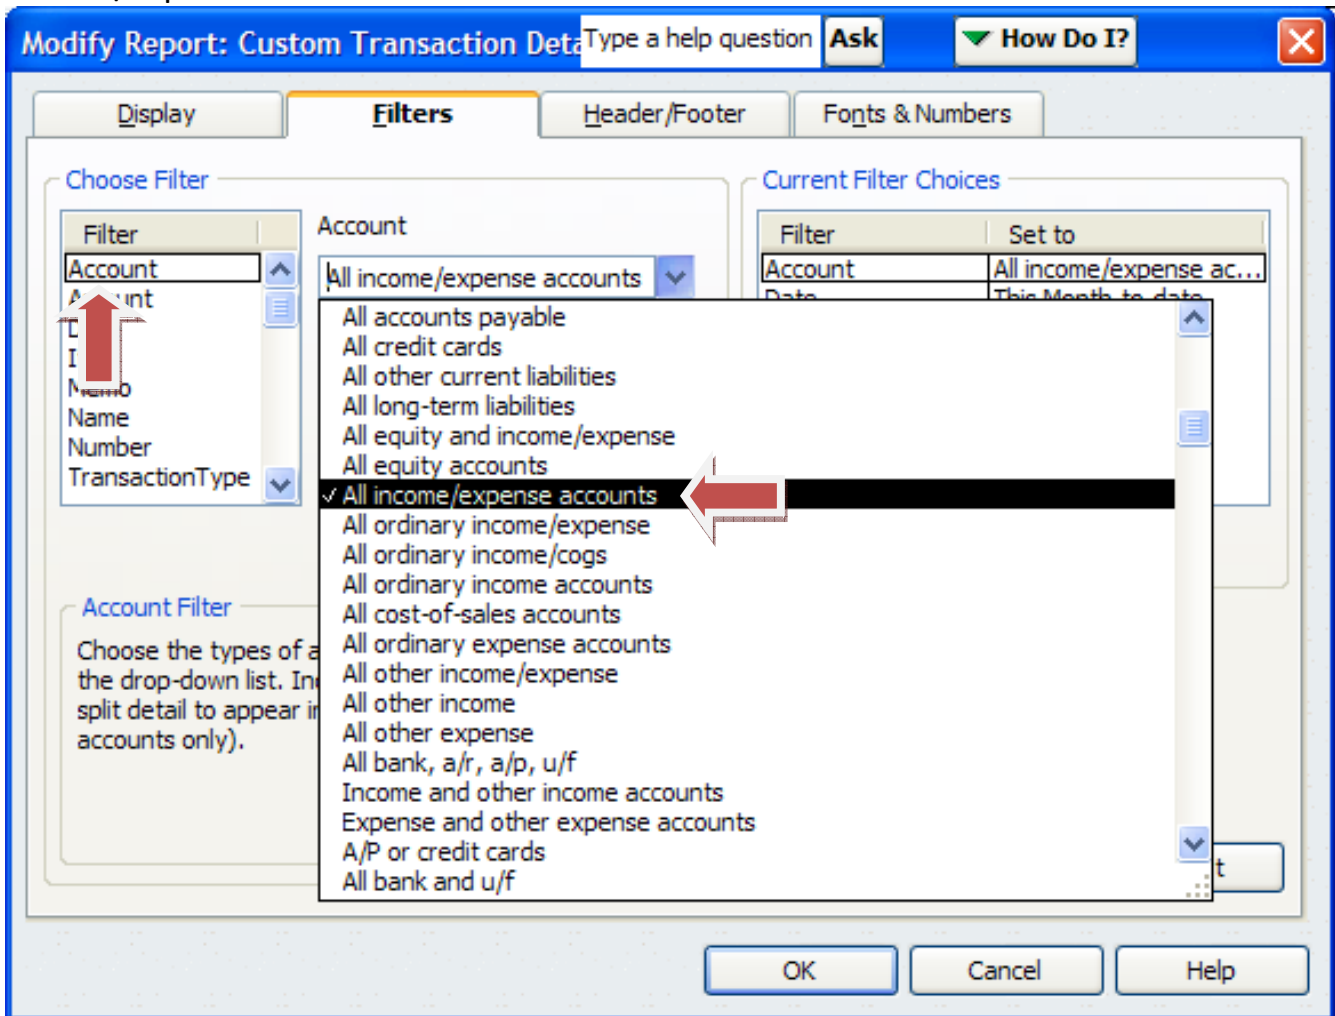 Modify Report: Custom Transaction Deta
Type a help question
Ask
How Do I?
Display
Filters
Header/Footer
Fonts & Numbers
Choose Filter
Filter
Account
Name
Number
TransactionType
Account
All income/expense accounts
All accounts payable
All credit cards
All other current liabilities
All long-term liabilities
All equity and income/expense
All equity accounts
✓ All income/expense accounts
All ordinary income/expense
All ordinary income/cogs
All ordinary income accounts
All cost-of-sales accounts
All ordinary expense accounts
All other income/expense
All other income
All other expense
All bank, a/r, a/p, u/f
Income and other income accounts
Expense and other expense accounts
A/P or credit cards
All bank and u/f
Current Filter Choices
Filter Set to
Account All income/expense ac...
Date This Month-to-date
Account Filter
Choose the types of a
the drop-down list. In
split detail to appear i
accounts only).
t
OK
Cancel
Help